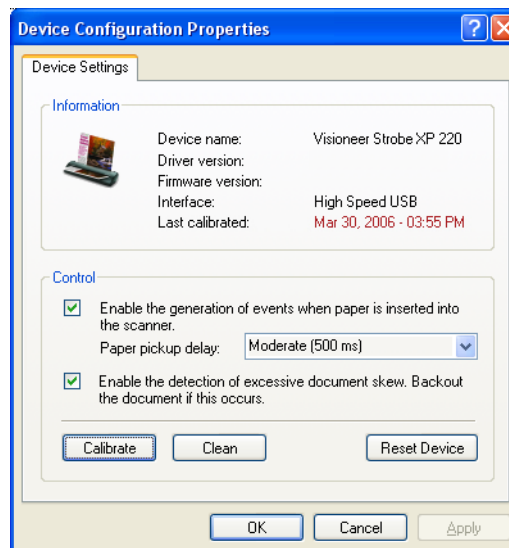 Device Configuration Properties
Device Settings
Information
Device name: Visioneer Strobe XP 220
Driver version:
Firmware version:
Interface: High Speed USB
Last calibrated: Mar 30, 2006 - 03:55 PM
Control
Enable the generation of events when paper is inserted into
the scanner.
Paper pickup delay: Moderate (500 ms)
Enable the detection of excessive document skew. Backout
the document if this occurs.
Calibrate Clean Reset Device
OK Cancel Apply